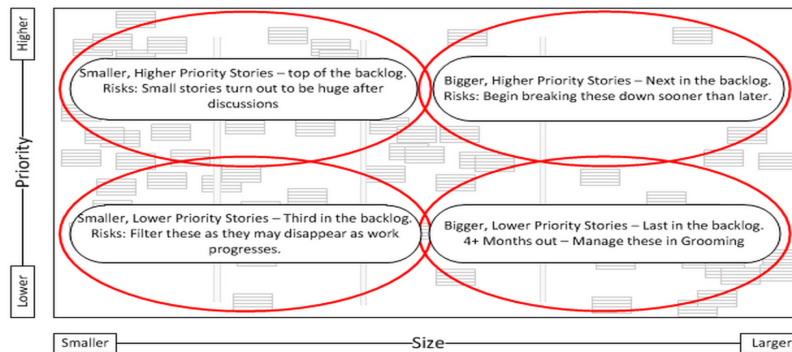 Higher
Priority
Lower
Smaller, Higher Priority Stories – top of the backlog.
Risks: Small stories turn out to be huge after
discussions
Bigger, Higher Priority Stories – Next in the backlog.
Risks: Begin breaking these down sooner than later.
Smaller, Lower Priority Stories – Third in the backlog.
Risks: Filter these as they may disappear as work
progresses.
Bigger, Lower Priority Stories – Last in the backlog.
4+ Months out – Manage these in Grooming
Smaller
Size
Larger